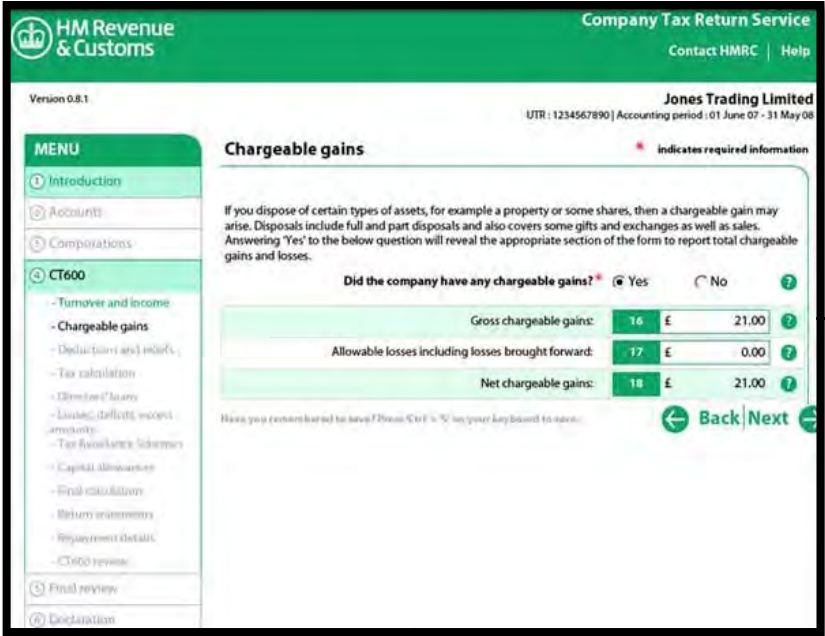 HM Revenue
& Customs
Company Tax Return Service
Contact HMRC | Help
Version 0.8.1
Jones Trading Limited
UTR : 1234567890 | Accounting period : 01 June 07 - 31 May 08
MENU
1 Introduction
2 Accounts
3 Computations
4 CT600
- Turnover and income
- Chargeable gains
- Deductions and reliefs
- Tax calculation
- Directors' loans
- Losses, deficits, excess
amounts
- Tax Avoidance Schemes
- Capital allowances
- Final calculation
- Return statements
- Repayment details
- CT600 review
5 Final review
6 Declaration
Chargeable gains
* indicates required information
If you dispose of certain types of assets, for example a property or some shares, then a chargeable gain may
arise. Disposals include full and part disposals and also covers some gifts and exchanges as well as sales.
Answering 'Yes' to the below question will reveal the appropriate section of the form to report total chargeable
gains and losses.
Did the company have any chargeable gains? * Yes No ?
Gross chargeable gains: 16 £ 21.00 ?
Allowable losses including losses brought forward: 17 £ 0.00 ?
Net chargeable gains: 18 £ 21.00 ?
Have you remembered to save? Press 'Ctrl' + 'S' on your keyboard to save.
Back | Next